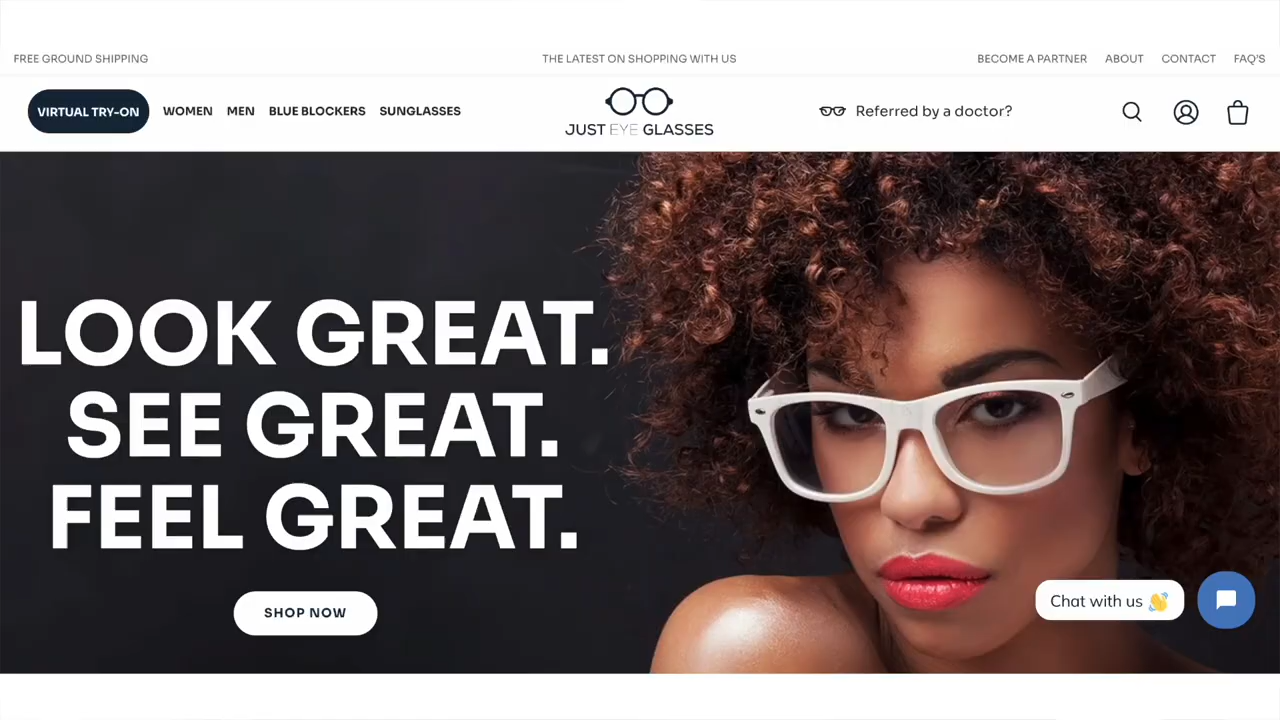 FREE GROUND SHIPPING
THE LATEST ON SHOPPING WITH US
BECOME A PARTNER ABOUT CONTACT FAQ'S
VIRTUAL TRY-ON WOMEN MEN BLUE BLOCKERS SUNGLASSES
JUST EYE GLASSES
Referred by a doctor?
LOOK GREAT.
SEE GREAT.
FEEL GREAT.
SHOP NOW
Chat with us 👋